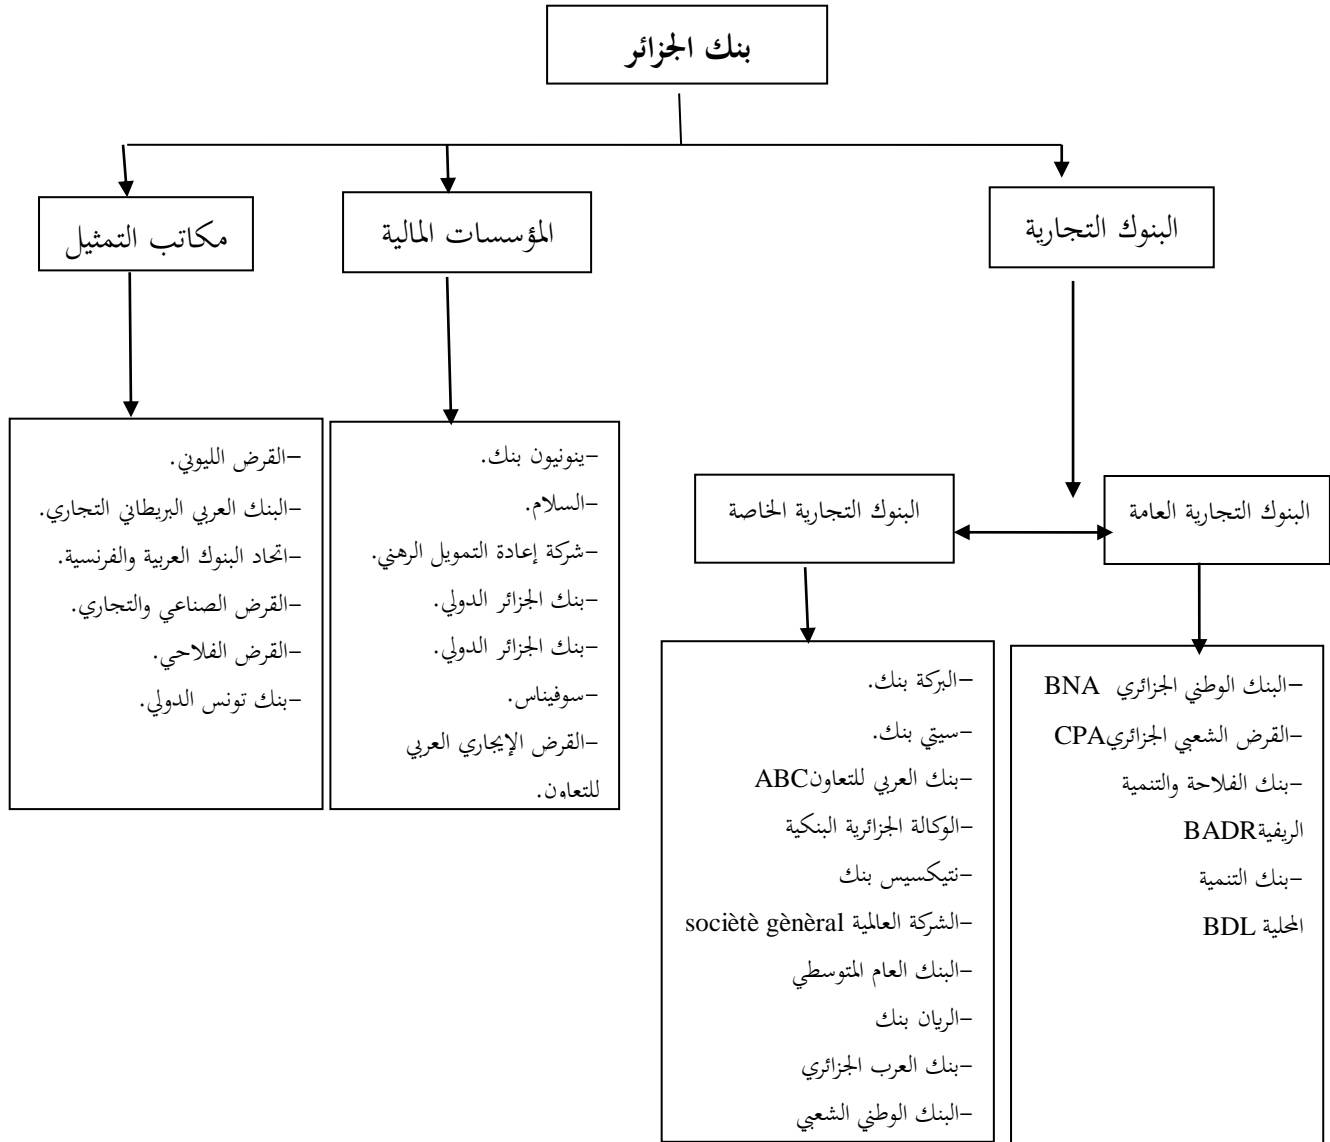 بنك الجزائر
البنوك التجارية
المؤسسات المالية
مكاتب التمثيل
البنوك التجارية العامة
البنوك التجارية الخاصة
-البنك الوطني الجزائري BNA
-القرض الشعبي الجزائريCPA
-بنك الفلاحة والتنمية
الريفيةBADR
-بنك التنمية
المحلية BDL
-البركة بنك.
-سيتي بنك.
-بنك العربي للتعاونABC
-الوكالة الجزائرية البنكية
-نتيكسيس بنك
-الشركة العالمية socètè gènèral
-البنك العام المتوسطي
-الريان بنك
-بنك العرب الجزائري
-البنك الوطني الشعبي
-ينونيون بنك.
-السلام.
-شركة إعادة التمويل الرهني.
-بنك الجزائر الدولي.
-بنك الجزائر الدولي.
-سوفيناس.
-القرض الإيجاري العربي
للتعاون.
-القرض الليوني.
-البنك العربي البريطاني التجاري.
-اتحاد البنوك العربية والفرنسية.
-القرض الصناعي والتجاري.
-القرض الفلاحي.
-بنك تونس الدولي.